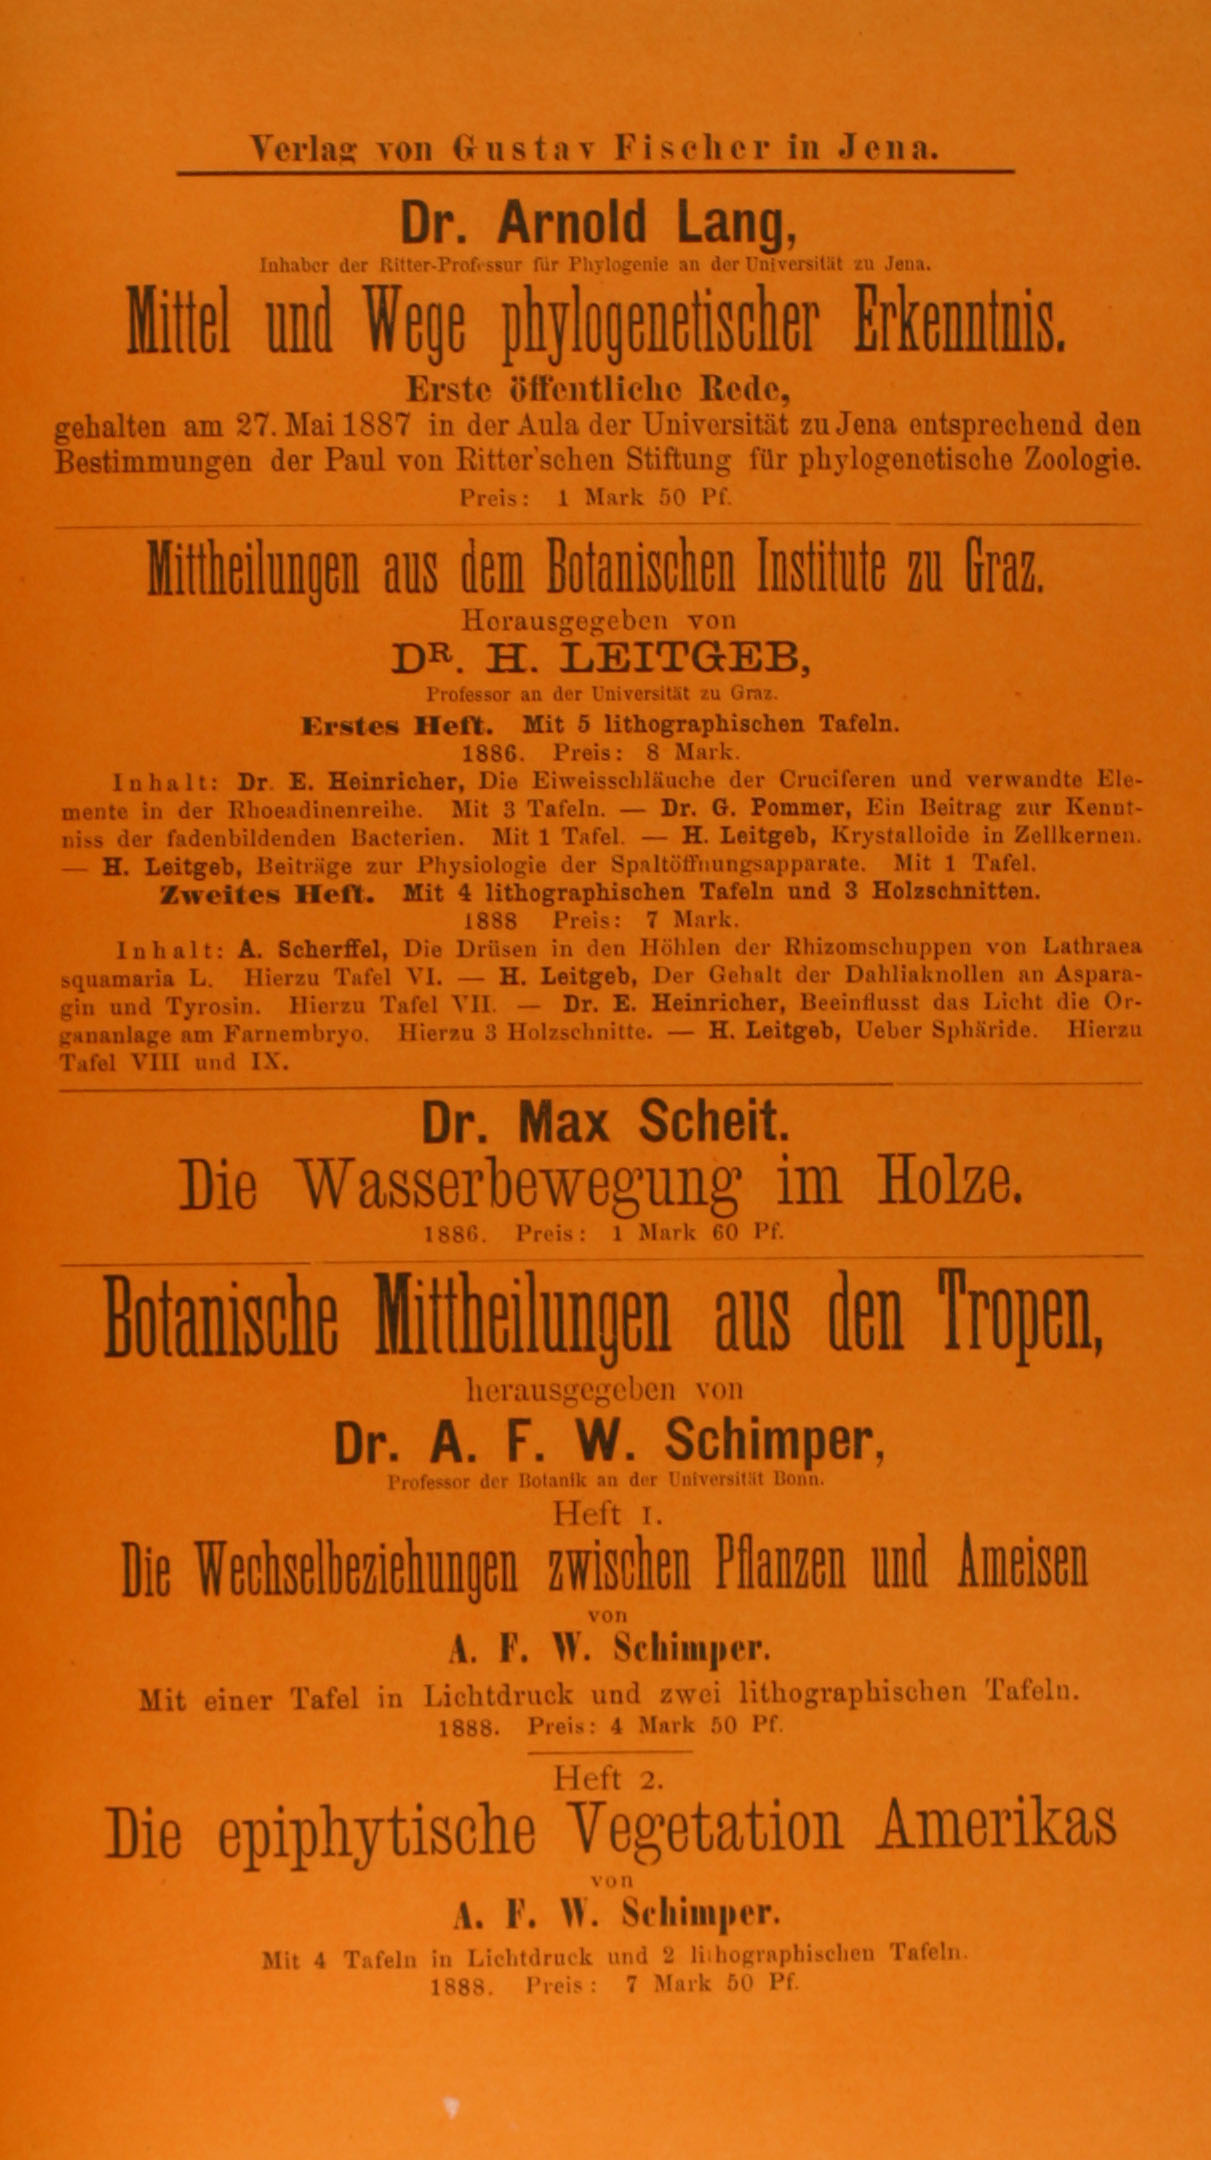 Verlag von Gustav Fischer in Jena.
Dr. Arnold Lang,
Inhaber der Ritter-Professur für Phylogenie an der Universität zu Jena.
Mittel und Wege phylogenetischer Erkenntnis.
Erste öffentliche Rede,
gehalten am 27. Mai 1887 in der Aula der Universität zu Jena entsprechend den
Bestimmungen der Paul von Ritter'schen Stiftung für phylogenetische Zoologie.
Preis: 1 Mark 50 Pf.
Mittheilungen aus dem Botanischen Institute zu Graz.
Herausgegeben von
DR. H. LEITGEB,
Professor an der Universität zu Graz.
Erstes Heft. Mit 5 lithographischen Tafeln.
1886. Preis: 8 Mark.
Inhalt: Dr. E. Heinricher, Die Eiweisschläuche der Cruciferen und verwandte Ele-
mente in der Rhoeadinenreihe. Mit 3 Tafeln. — Dr. G. Pommer, Ein Beitrag zur Kennt-
niss der fadenbildenden Bacterien. Mit 1 Tafel. — H. Leitgeb, Krystalloide in Zellkernen.
— H. Leitgeb, Beiträge zur Physiologie der Spaltöffnungsapparate. Mit 1 Tafel.
Zweites Heft. Mit 4 lithographischen Tafeln und 3 Holzschnitten.
1888 Preis: 7 Mark.
Inhalt: A. Scherffel, Die Drüsen in den Höhlen der Rhizomschuppen von Lathraea
squamaria L. Hierzu Tafel VI. — H. Leitgeb, Der Gehalt der Dahliaknollen an Aspara-
gin und Tyrosin. Hierzu Tafel VII. — Dr. E. Heinricher, Beeinflusst das Licht die Or-
gananlage am Farnembryo. Hierzu 3 Holzschnitte. — H. Leitgeb, Ueber Sphäride. Hierzu
Tafel VIII und IX.
Dr. Max Scheit.
Die Wasserbewegung im Holze.
1886. Preis: 1 Mark 60 Pf.
Botanische Mittheilungen aus den Tropen,
herausgegeben von
Dr. A. F. W. Schimper,
Professor der Botanik an der Universität Bonn.
Heft 1.
Die Wechselbeziehungen zwischen Pflanzen und Ameisen
von
A. F. W. Schimper.
Mit einer Tafel in Lichtdruck und zwei lithographischen Tafeln.
1888. Preis: 4 Mark 50 Pf.
Heft 2.
Die epiphytische Vegetation Amerikas
von
A. F. W. Schimper.
Mit 4 Tafeln in Lichtdruck und 2 lithographischen Tafeln.
1888. Preis: 7 Mark 50 Pf.